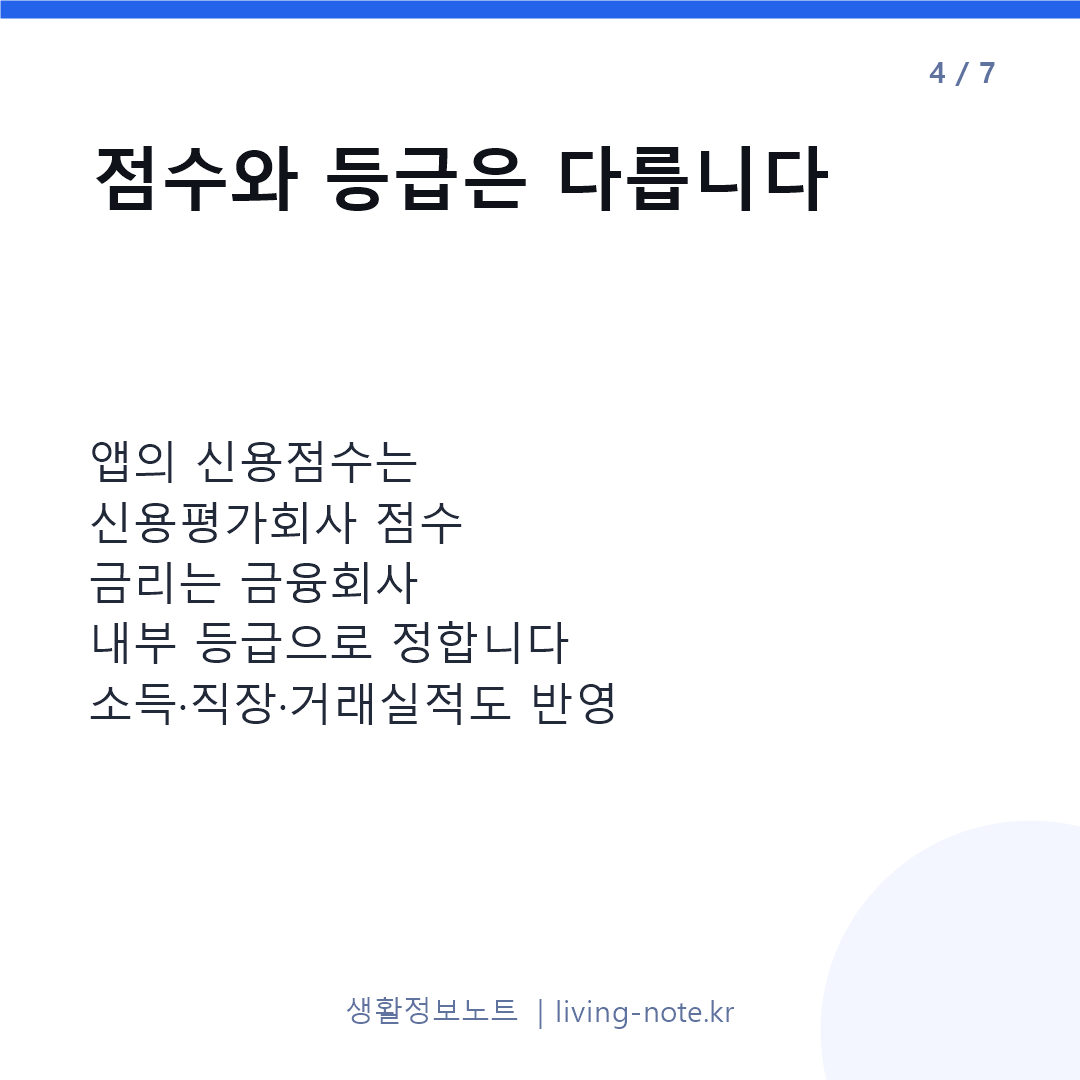 4 / 7
점수와 등급은 다릅니다
앱의 신용점수는
신용평가회사 점수
금리는 금융회사
내부 등급으로 정합니다
소득·직장·거래실적도 반영
생활정보노트 | living-note.kr